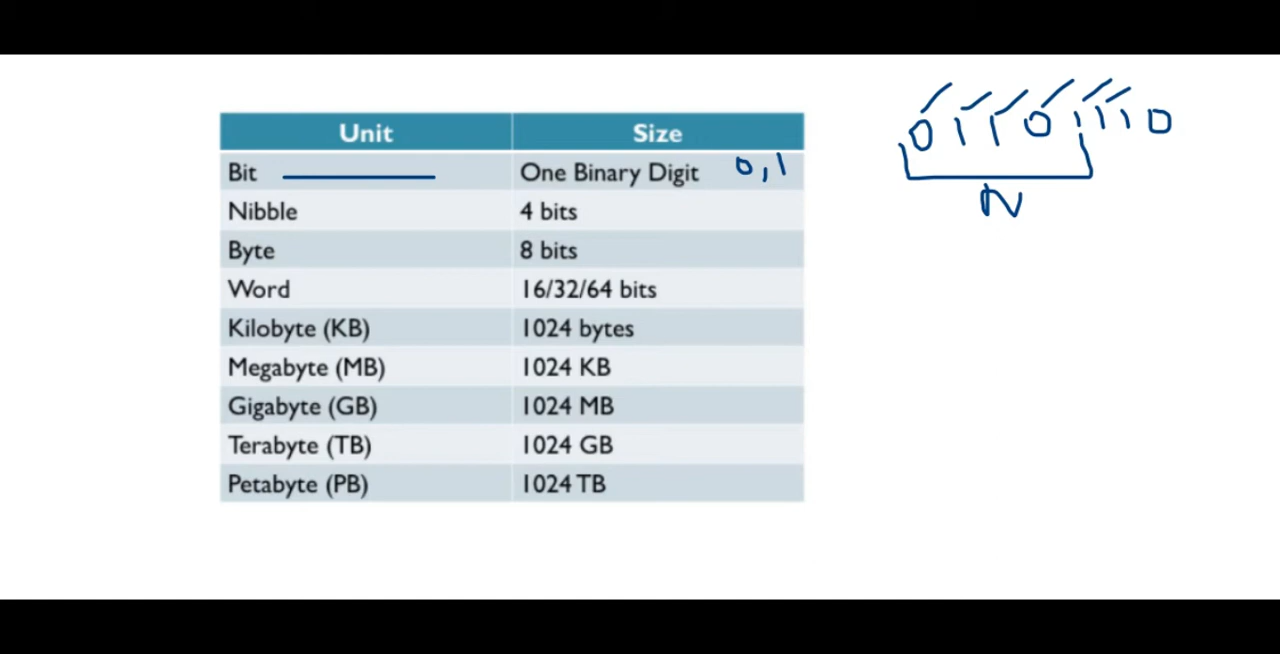 Unit Size
Bit One Binary Digit 0, 1
Nibble 4 bits
Byte 8 bits
Word 16/32/64 bits
Kilobyte (KB) 1024 bytes
Megabyte (MB) 1024 KB
Gigabyte (GB) 1024 MB
Terabyte (TB) 1024 GB
Petabyte (PB) 1024 TB
0 1 1 0 1 1 1 0
N